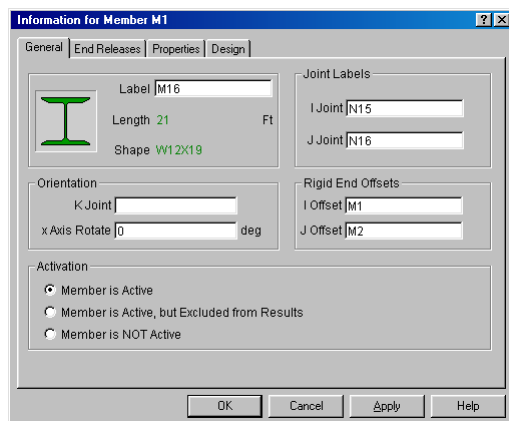 Information for Member M1
? X
General End Releases Properties Design
Label M16
Length 21 Ft
Shape W12X19
Joint Labels
I Joint N15
J Joint N16
Orientation
K Joint
x Axis Rotate 0 deg
Rigid End Offsets
I Offset M1
J Offset M2
Activation
Member is Active
Member is Active, but Excluded from Results
Member is NOT Active
OK Cancel Apply Help